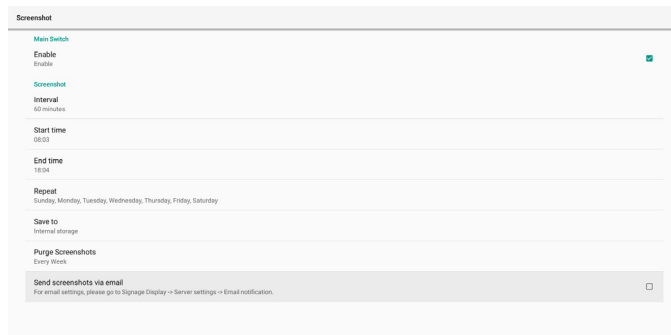 Screenshot
Main Switch
Enable
Enable
Screenshot
Interval
60 minutes
Start time
08:03
End time
18:04
Repeat
Sunday, Monday, Tuesday, Wednesday, Thursday, Friday, Saturday
Save to
Internal storage
Purge Screenshots
Every Week
Send screenshots via email
For email settings, please go to Signage Display -> Server settings -> Email notification.